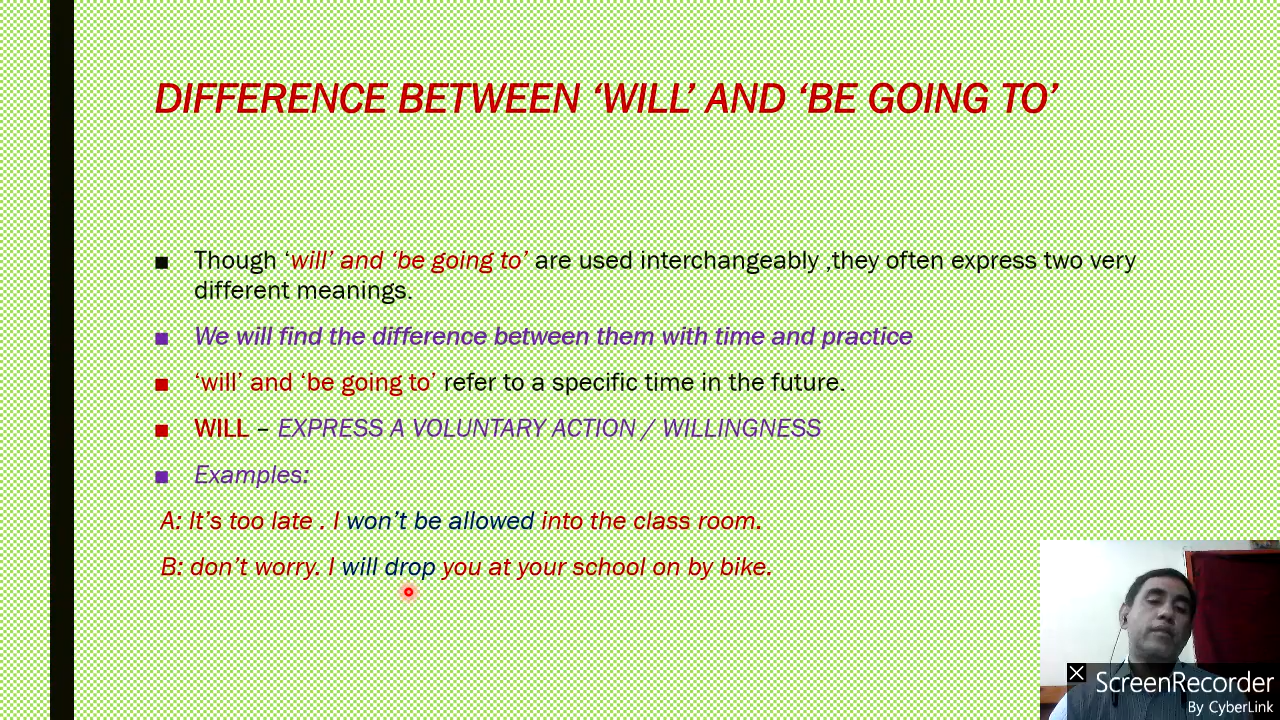 DIFFERENCE BETWEEN ‘WILL’ AND ‘BE GOING TO’
■ Though ‘will’ and ‘be going to’ are used interchangeably ,they often express two very
different meanings.
■ We will find the difference between them with time and practice
■ ‘will’ and ‘be going to’ refer to a specific time in the future.
■ WILL – EXPRESS A VOLUNTARY ACTION / WILLINGNESS
■ Examples:
A: It’s too late . I won’t be allowed into the class room.
B: don’t worry. I will drop you at your school on by bike.
ScreenRecorder
By CyberLink